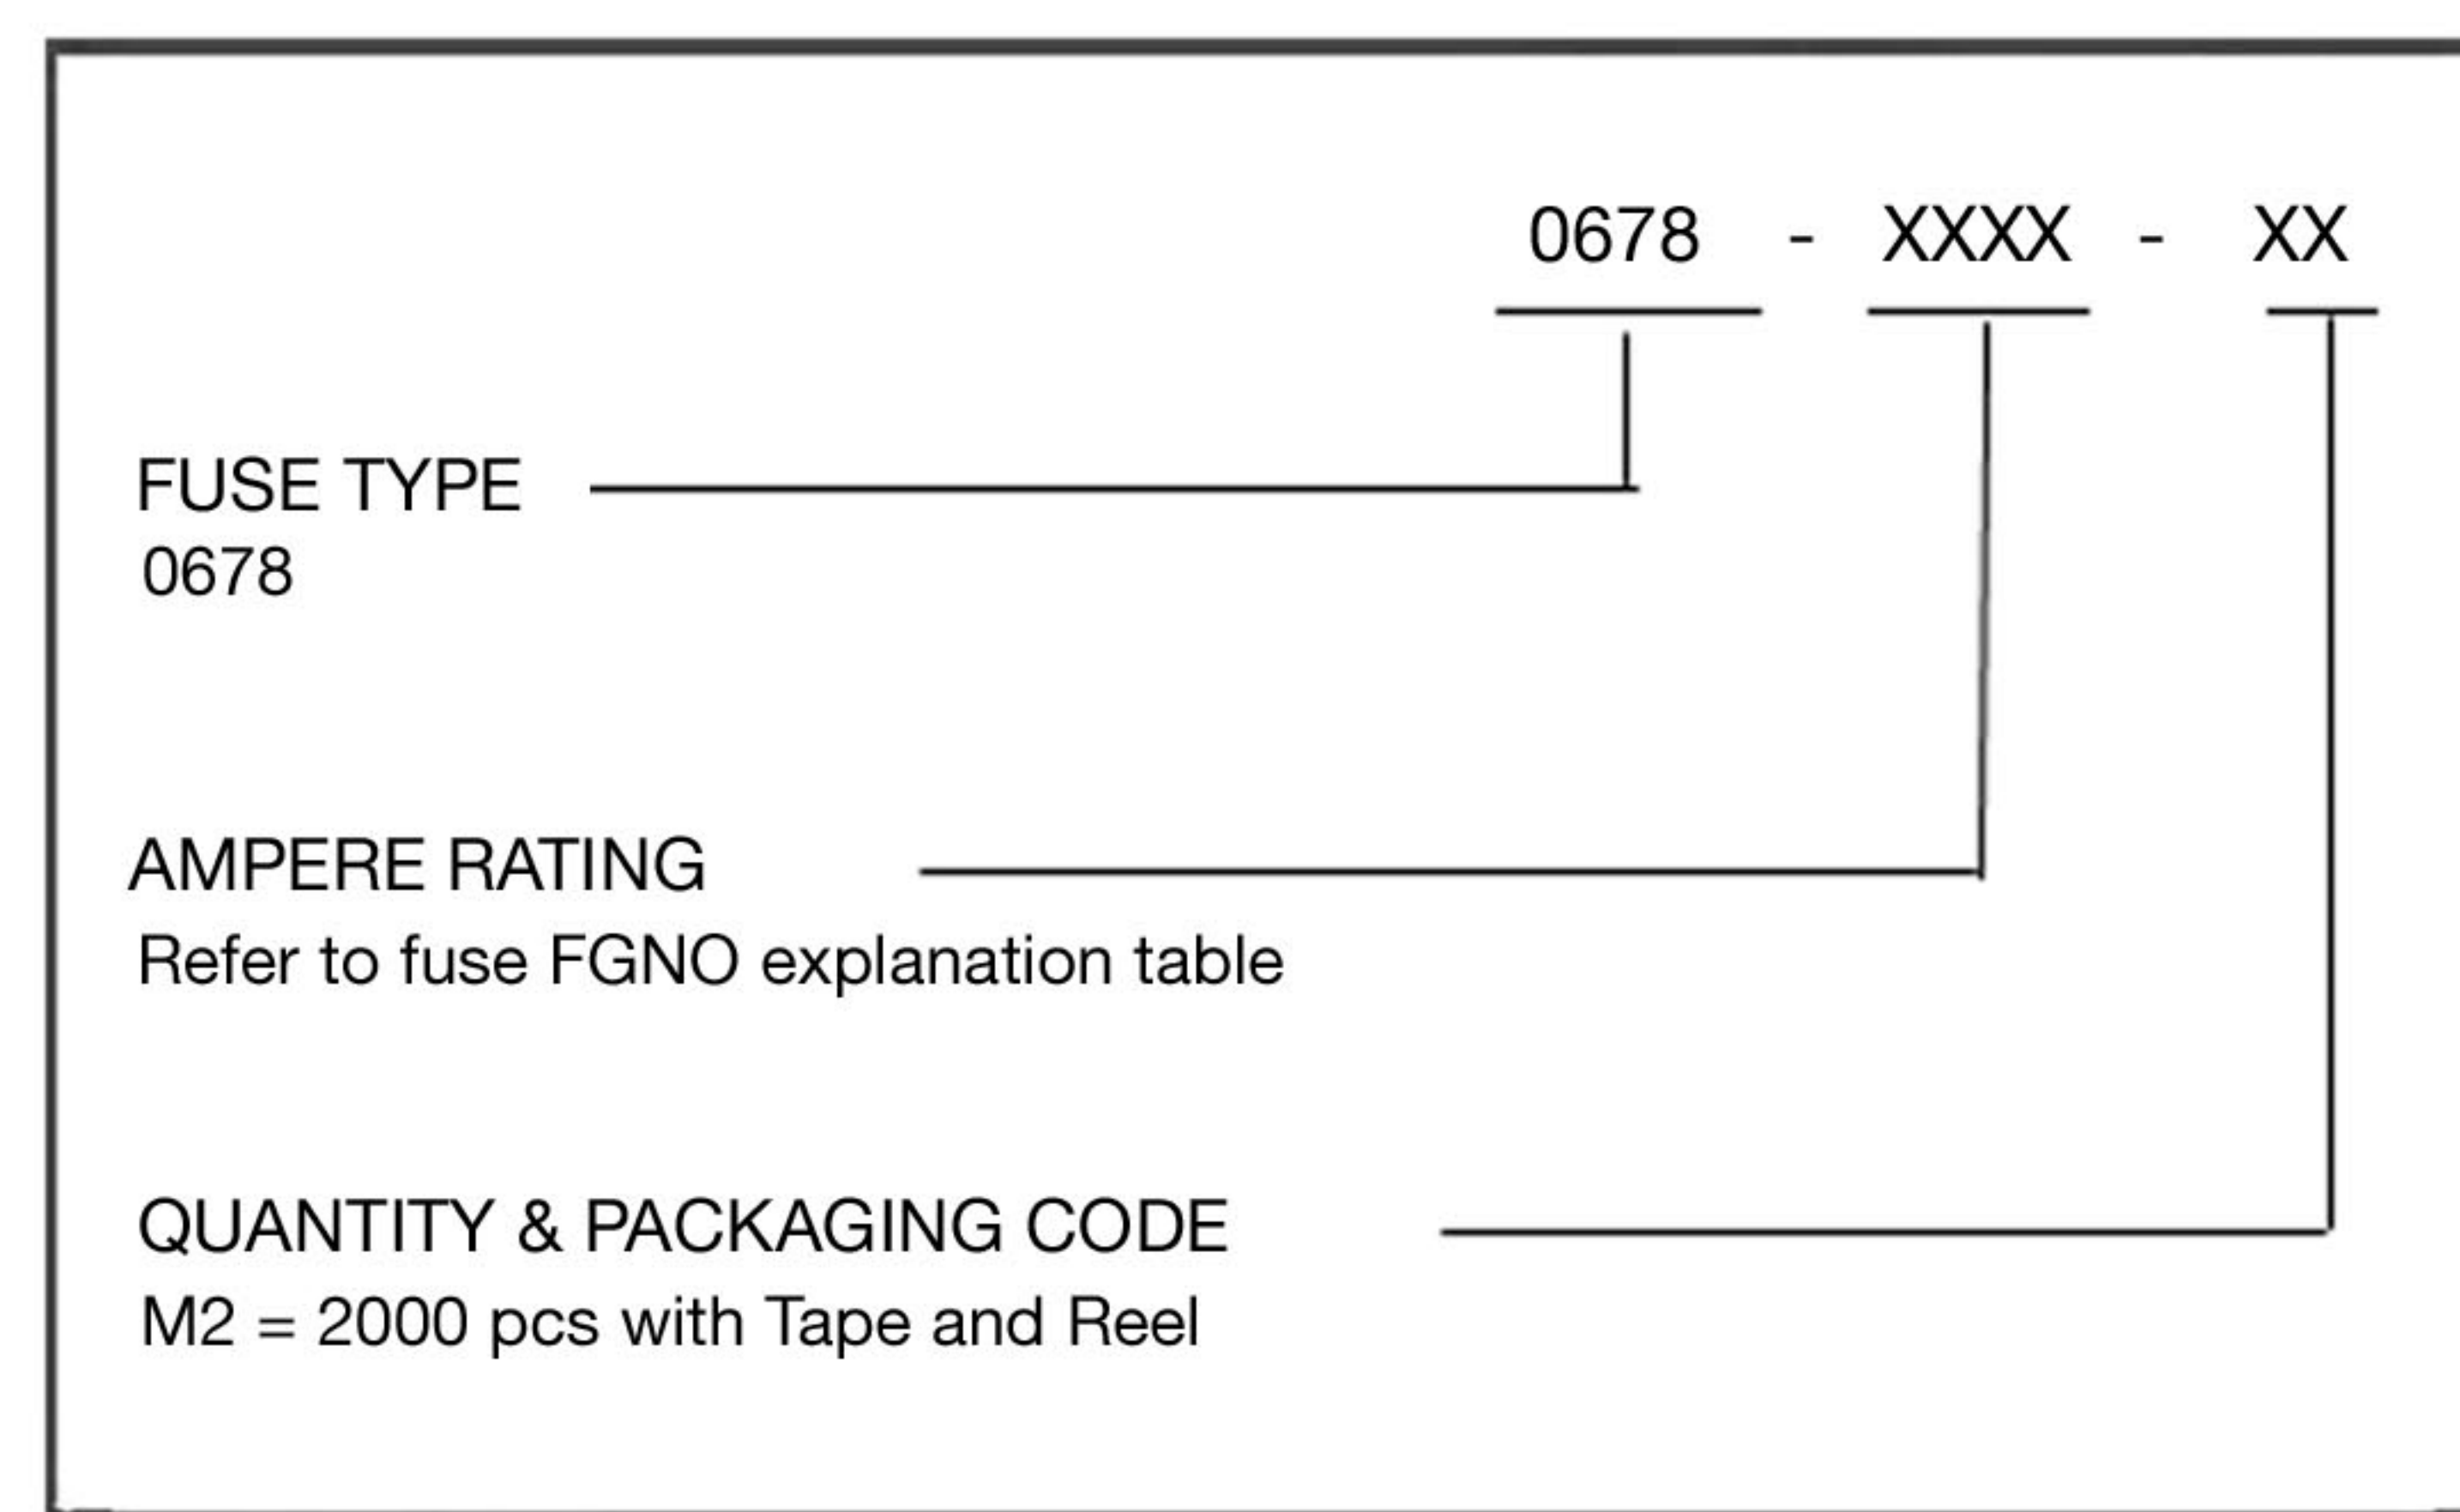 0678 - XXXX - XX
FUSE TYPE
0678
AMPERE RATING
Refer to fuse FGNO explanation table
QUANTITY & PACKAGING CODE
M2 = 2000 pcs with Tape and Reel